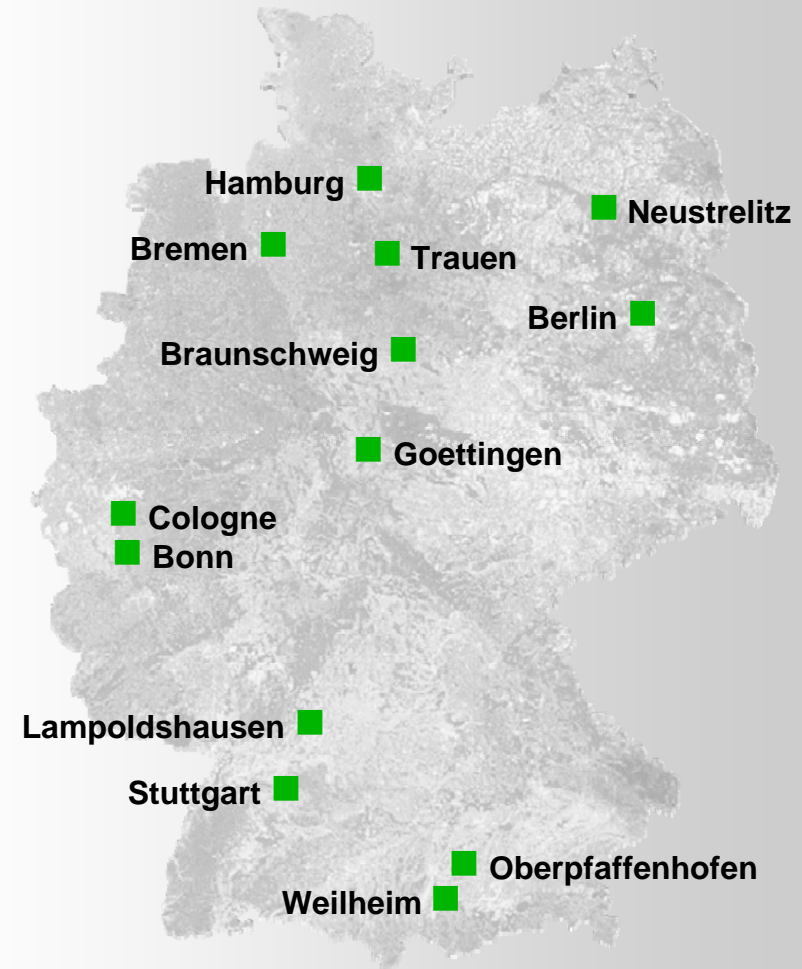 Hamburg
Neustrelitz
Bremen
Trauen
Berlin
Braunschweig
Goettingen
Cologne
Bonn
Lampoldshausen
Stuttgart
Oberpfaffenhofen
Weilheim